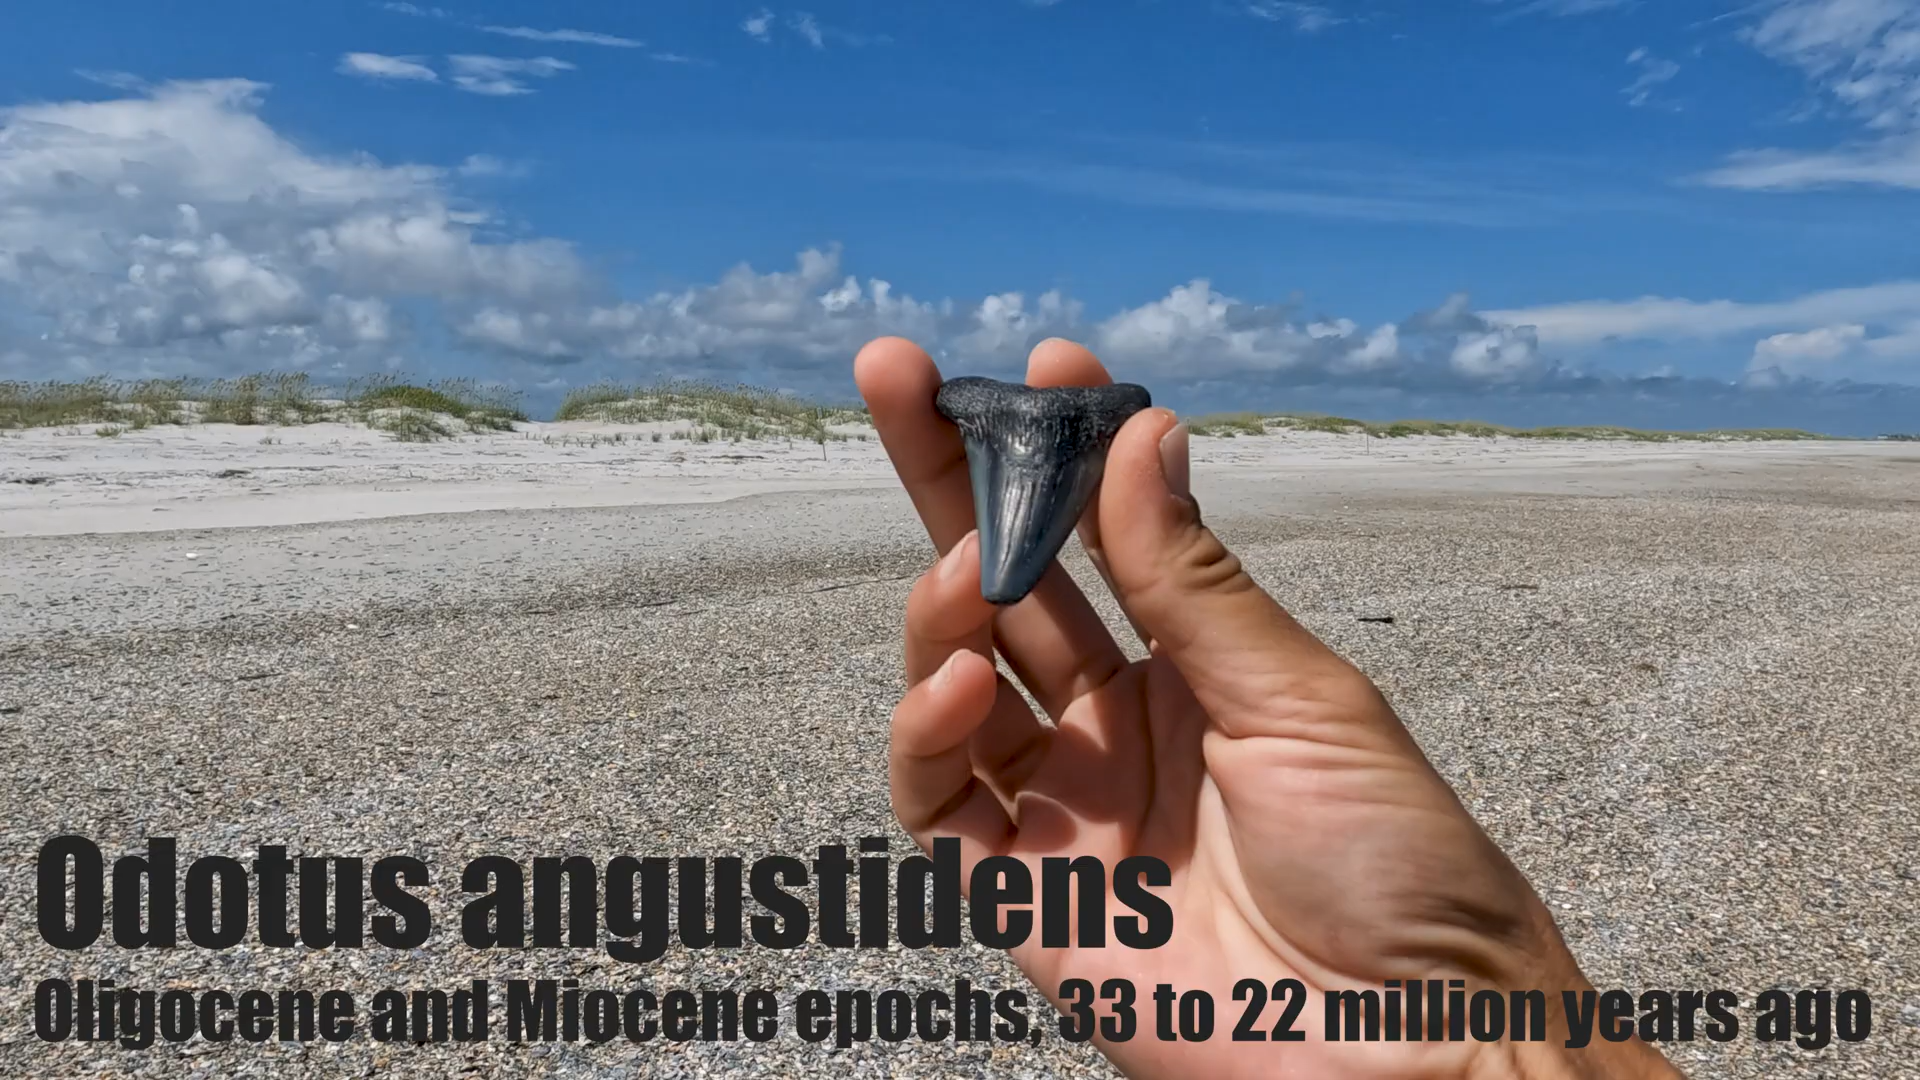 Odotus angustidens
Oligocene and Miocene epochs, 33 to 22 million years ago